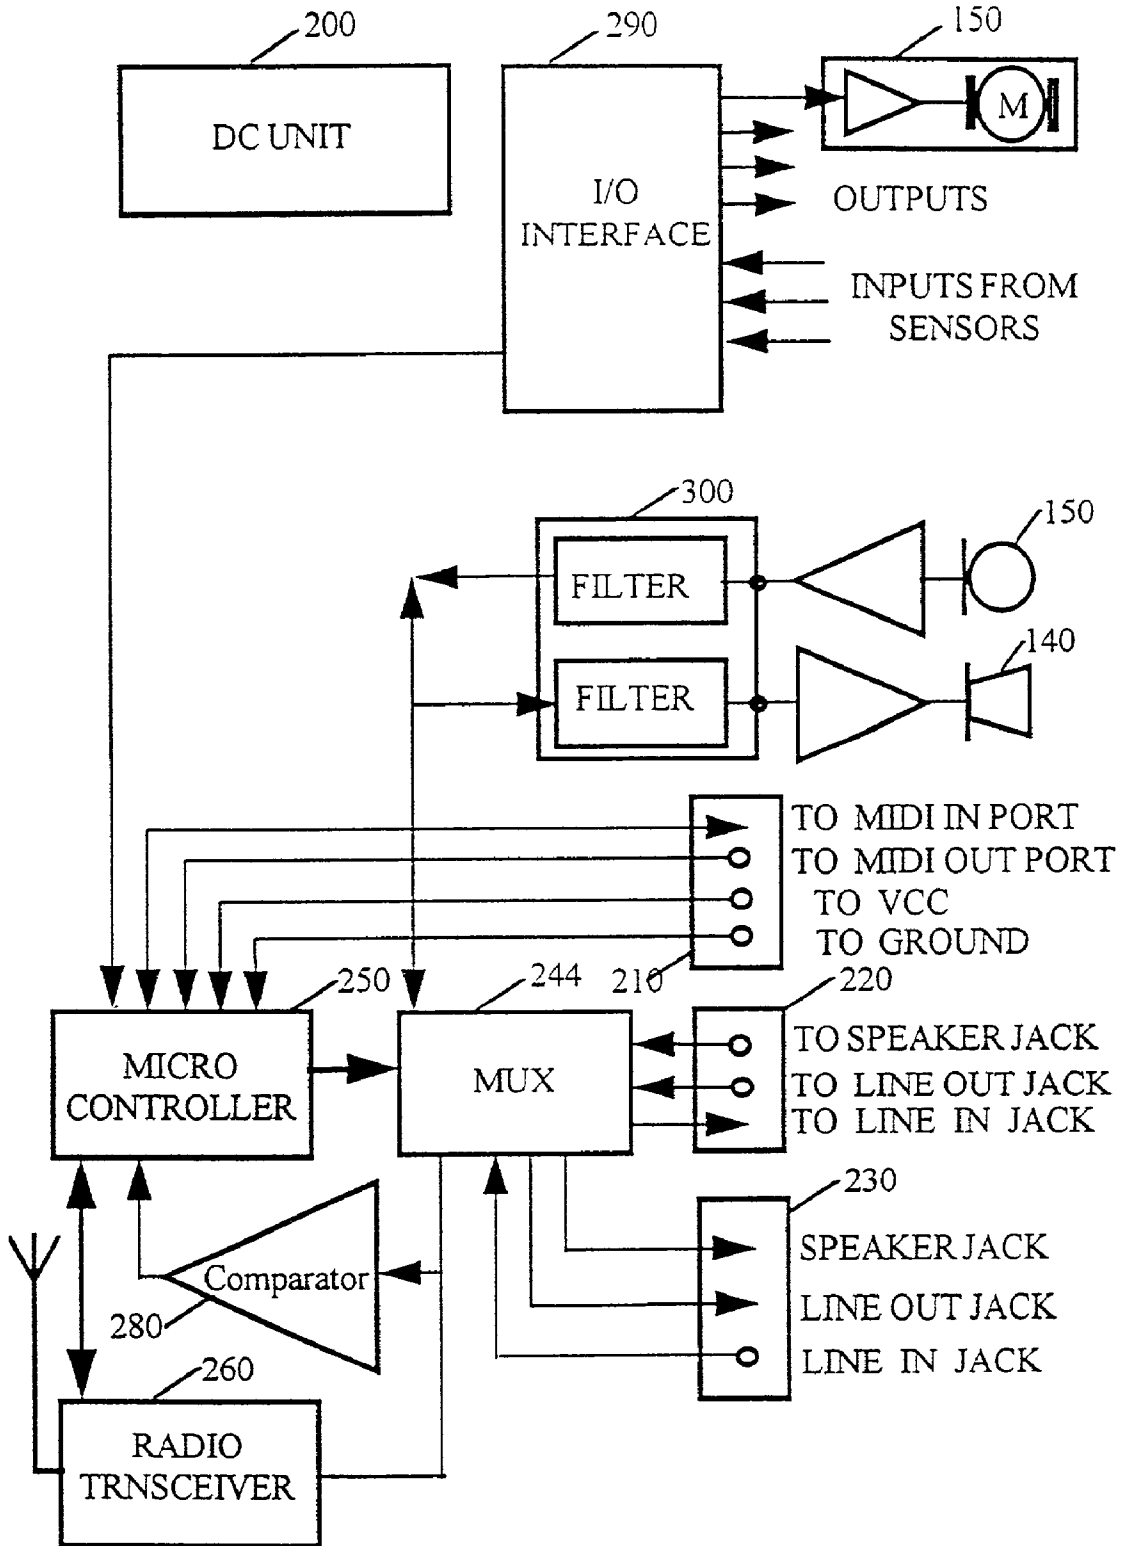 200
290
150
DC UNIT
M
I/O
INTERFACE
OUTPUTS
INPUTS FROM
SENSORS
300
150
FILTER
140
FILTER
TO MIDI IN PORT
TO MIDI OUT PORT
TO VCC
TO GROUND
210
250
244
220
MICRO
CONTROLLER
MUX
TO SPEAKER JACK
TO LINE OUT JACK
TO LINE IN JACK
230
Comparator
280
SPEAKER JACK
LINE OUT JACK
LINE IN JACK
260
RADIO
TRNSCEIVER